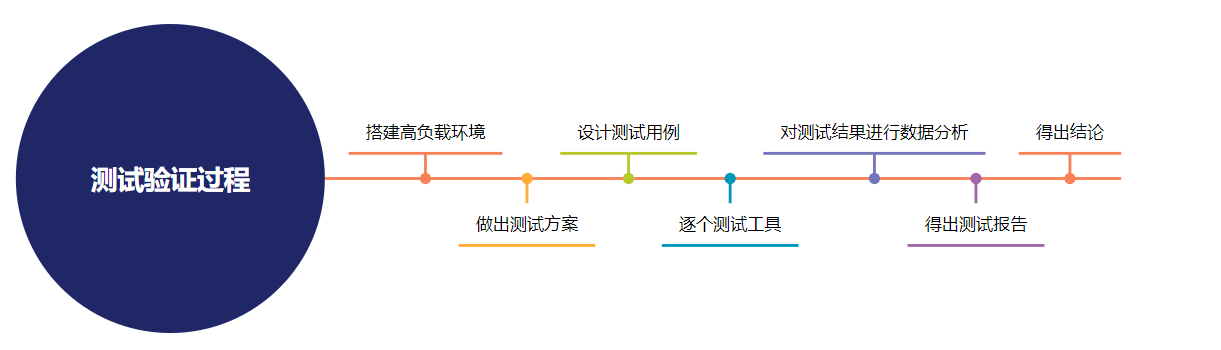 测试验证过程
搭建高负载环境
做出测试方案
设计测试用例
逐个测试工具
对测试结果进行数据分析
得出测试报告
得出结论